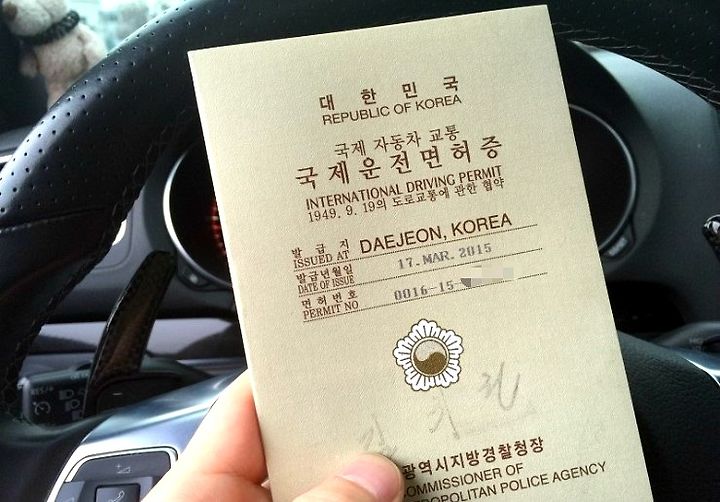 대한민국
REPUBLIC OF KOREA
국제 자동차 교통
국제운전면허증
INTERNATIONAL DRIVING PERMIT
1949. 9. 19의 도로교통에 관한 협약
발급지
ISSUED AT DAEJEON, KOREA
발급년월일
DATE OF ISSUE 17. MAR. 2015
면허번호
PERMIT NO 0016-15-
광역시지방경찰청장
COMMISSIONER OF
POLICE AGENCY